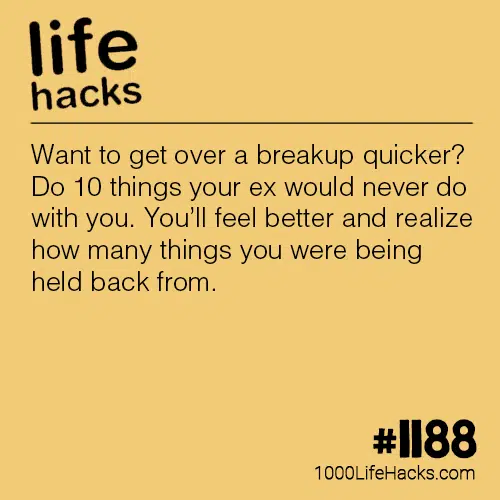 life
hacks
Want to get over a breakup quicker?
Do 10 things your ex would never do
with you. You’ll feel better and realize
how many things you were being
held back from.
#1188
1000LifeHacks.com